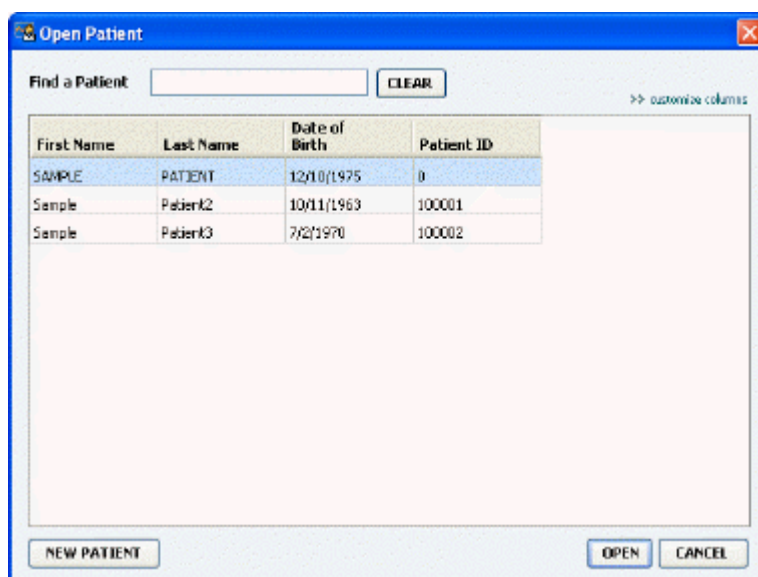 Open Patient
Find a Patient CLEAR
>> customize columns
First Name Last Name Date of Birth Patient ID
SAMPLE PATIENT 12/10/1975 0
Sample Patient2 10/11/1963 100001
Sample Patient3 7/2/1970 100002
NEW PATIENT OPEN CANCEL